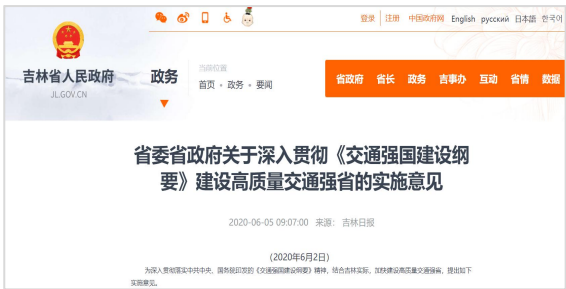 登录 | 注册 中国政府网 English русский 日本語 한국어
吉林省人民政府
JL.GOV.CN
政务
当前位置
首页 政务 要闻
省政府 省长 政务 吉事办 互动 省情 数据
省委省政府关于深入贯彻《交通强国建设纲
要》建设高质量交通强省的实施意见
2020-06-05 09:07:00 来源: 吉林日报
(2020年6月2日)
为深入贯彻落实中共中央、国务院印发的《交通强国建设纲要》精神，结合吉林实际，加快建设高质量交通强省，提出如下
实施意见。